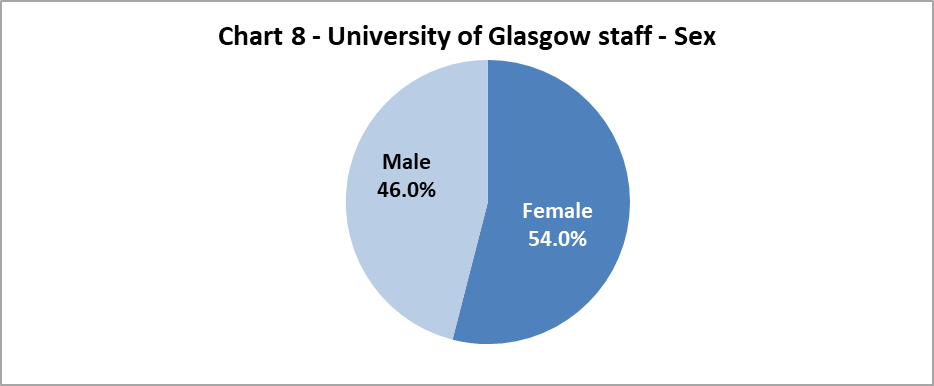 Chart 8 - University of Glasgow staff - Sex
Male
46.0%
Female
54.0%